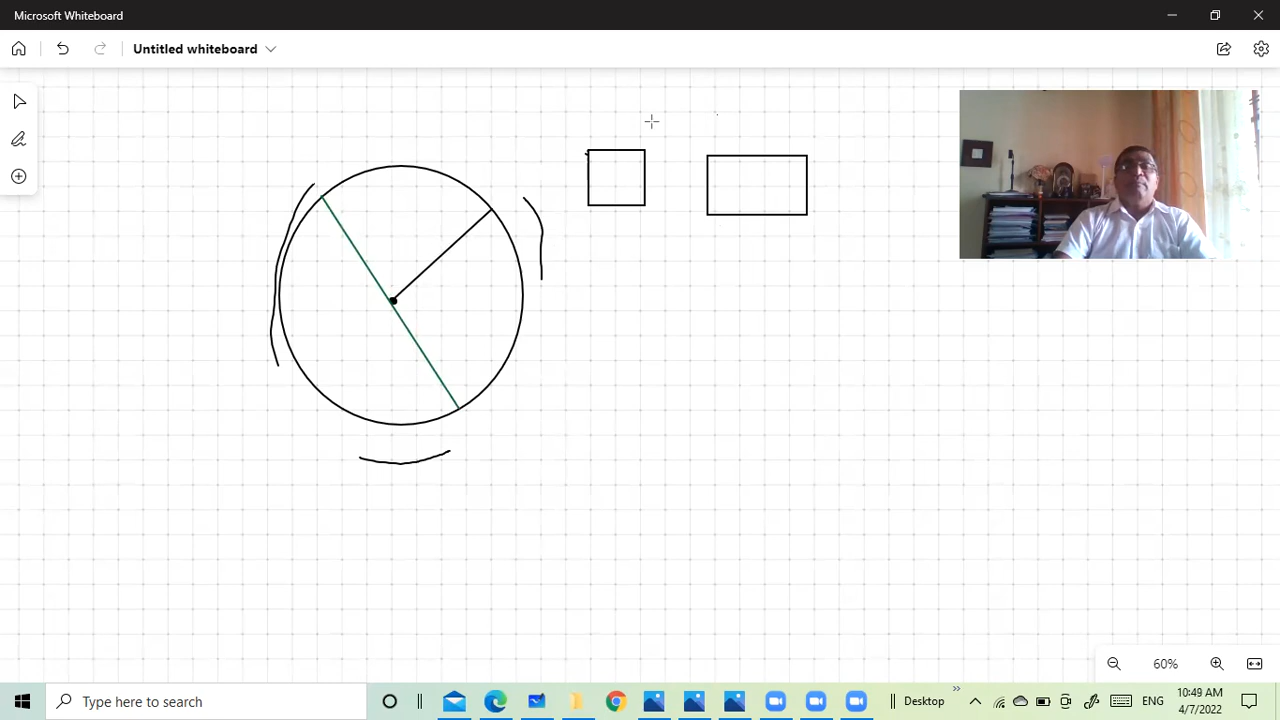 Microsoft Whiteboard
Untitled whiteboard
60%
Type here to search
Desktop
ENG
10:49 AM
4/7/2022